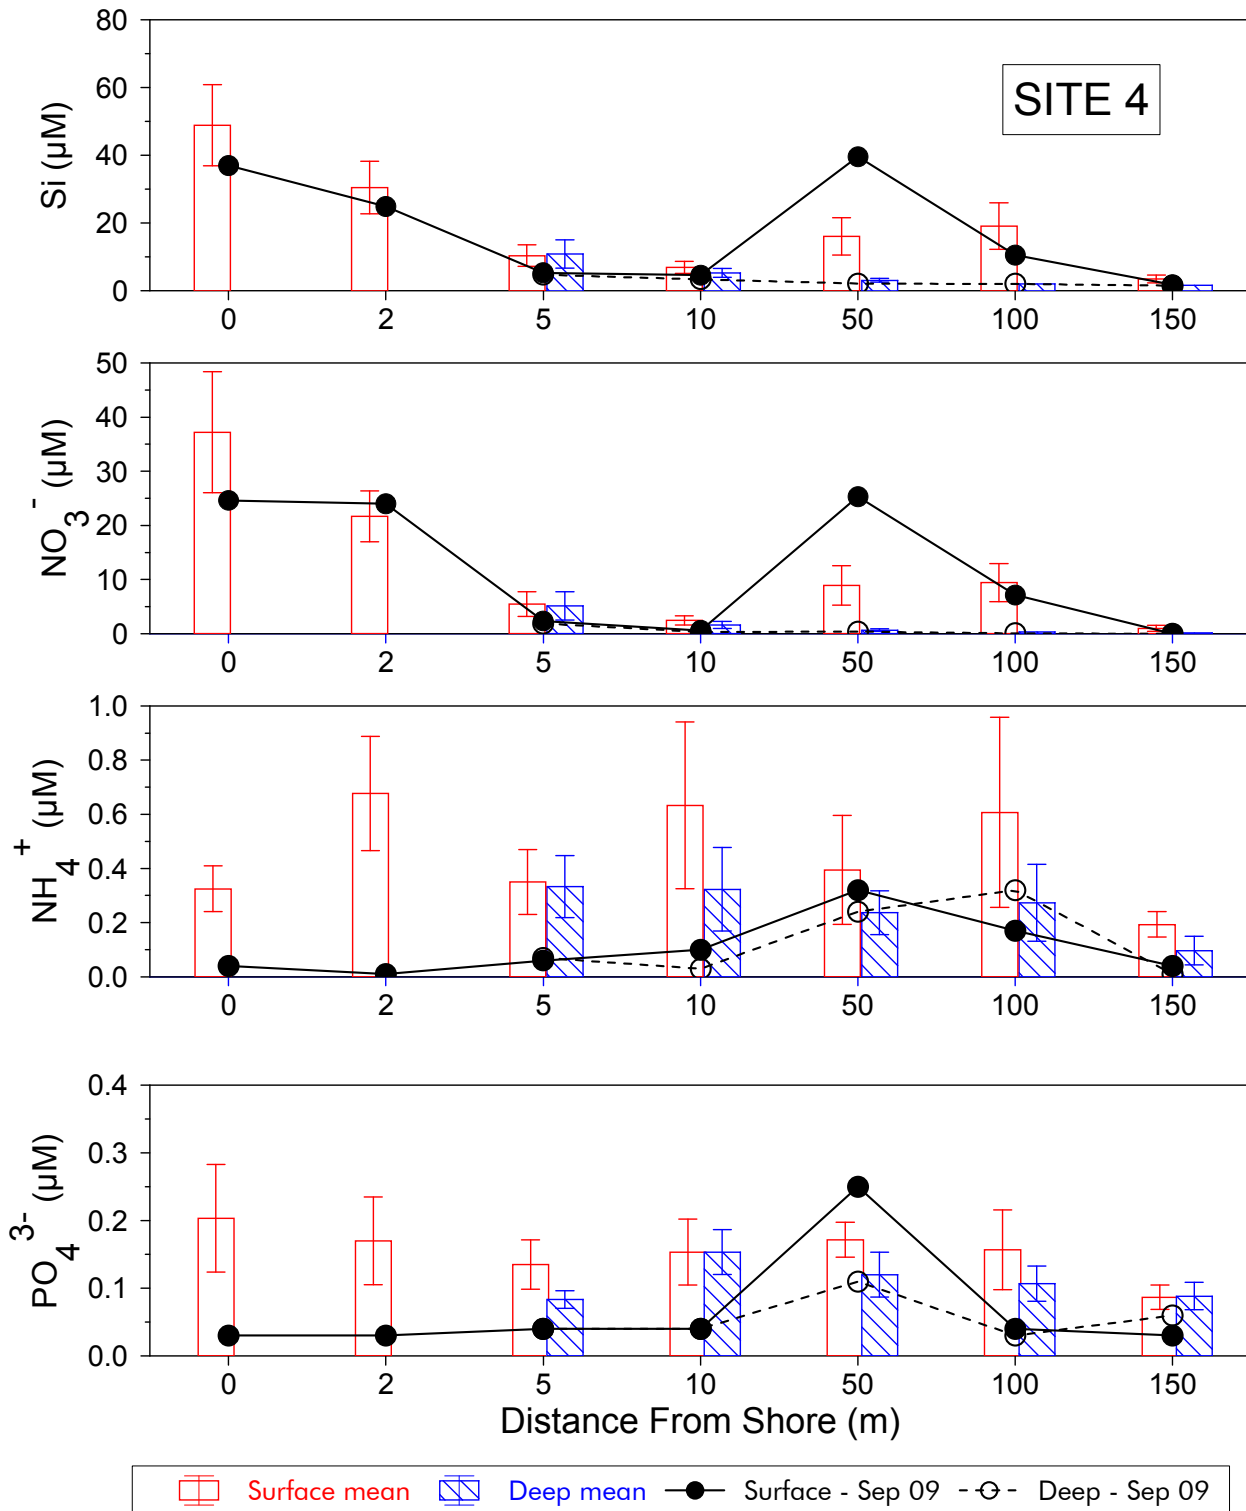 80
60
40
20
0
Si (µM)
SITE 4
0 2 5 10 50 100 150
50
40
30
20
10
0
NO3- (µM)
0 2 5 10 50 100 150
1.0
0.8
0.6
0.4
0.2
0.0
NH4+ (µM)
0 2 5 10 50 100 150
0.4
0.3
0.2
0.1
0.0
PO43- (µM)
0 2 5 10 50 100 150
Distance From Shore (m)
Surface mean Deep mean Surface - Sep 09 Deep - Sep 09